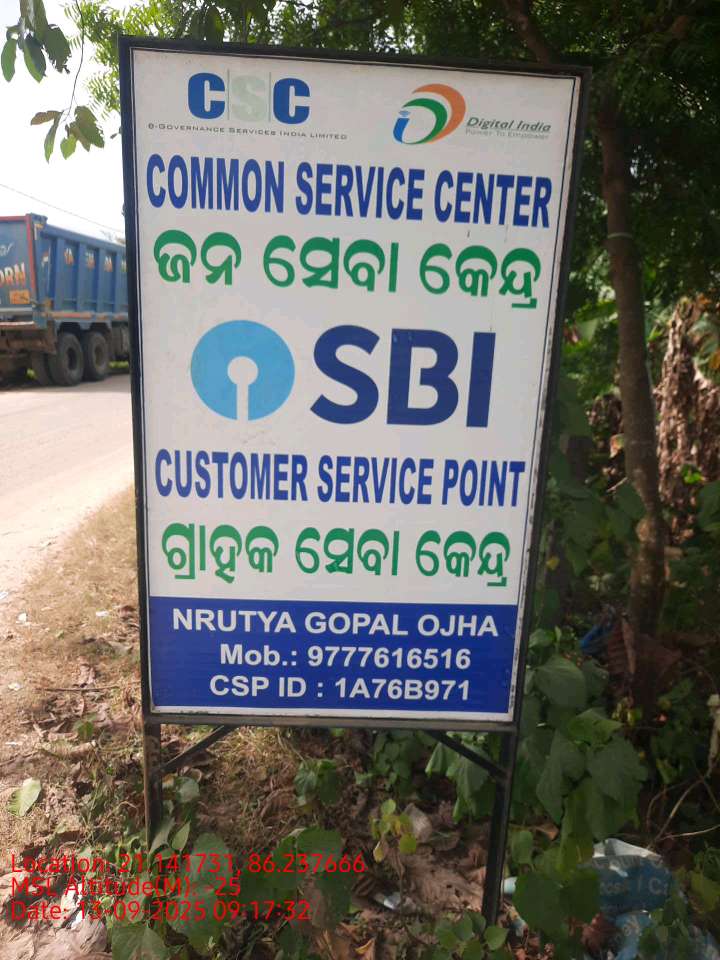 CSC
e-GOVERNANCE SERVICES INDIA LIMITED
Digital India
Power To Empower
COMMON SERVICE CENTER
ଜନ ସେବା କେନ୍ଦ୍ର
SBI
CUSTOMER SERVICE POINT
ଗ୍ରାହକ ସେବା କେନ୍ଦ୍ର
NRUTYA GOPAL OJHA
Mob.: 9777616516
CSP ID : 1A76B971
Location: 21.141731, 86.237666
MSL Altitude(M): -25
Date: 13-09-2025 09:17:32